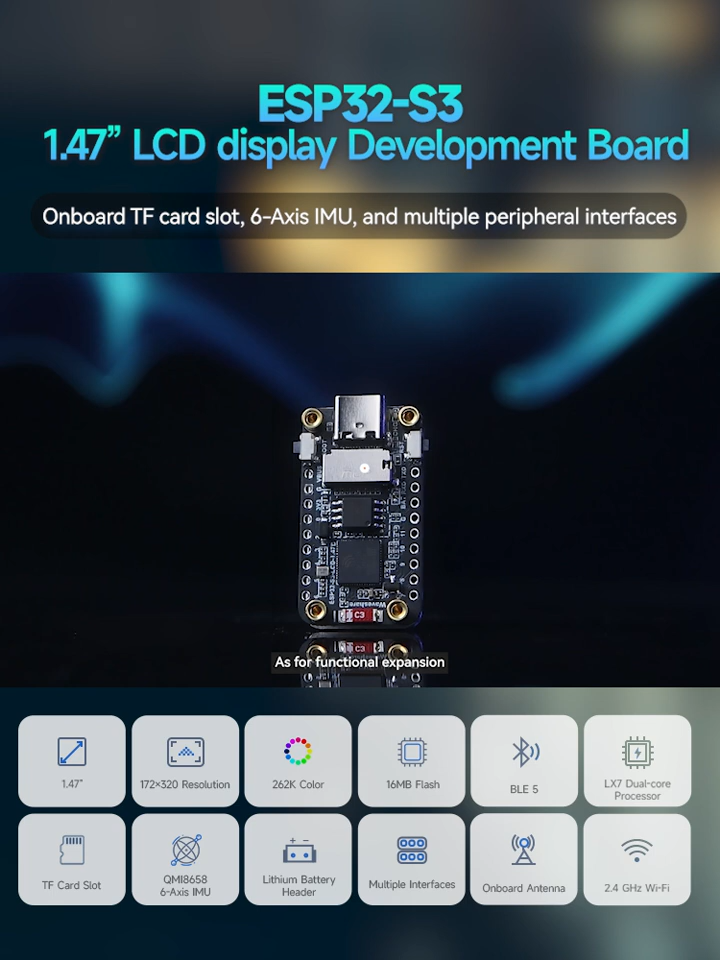 ESP32-S3
1.47” LCD display Development Board
Onboard TF card slot, 6-Axis IMU, and multiple peripheral interfaces
C3
Waveshare
C3
As for functional expansion
1.47”
172×320 Resolution
262K Color
16MB Flash
BLE 5
LX7 Dual-core
Processor
TF Card Slot
QMI8658
6-Axis IMU
Lithium Battery
Header
Multiple Interfaces
Onboard Antenna
2.4 GHz Wi-Fi